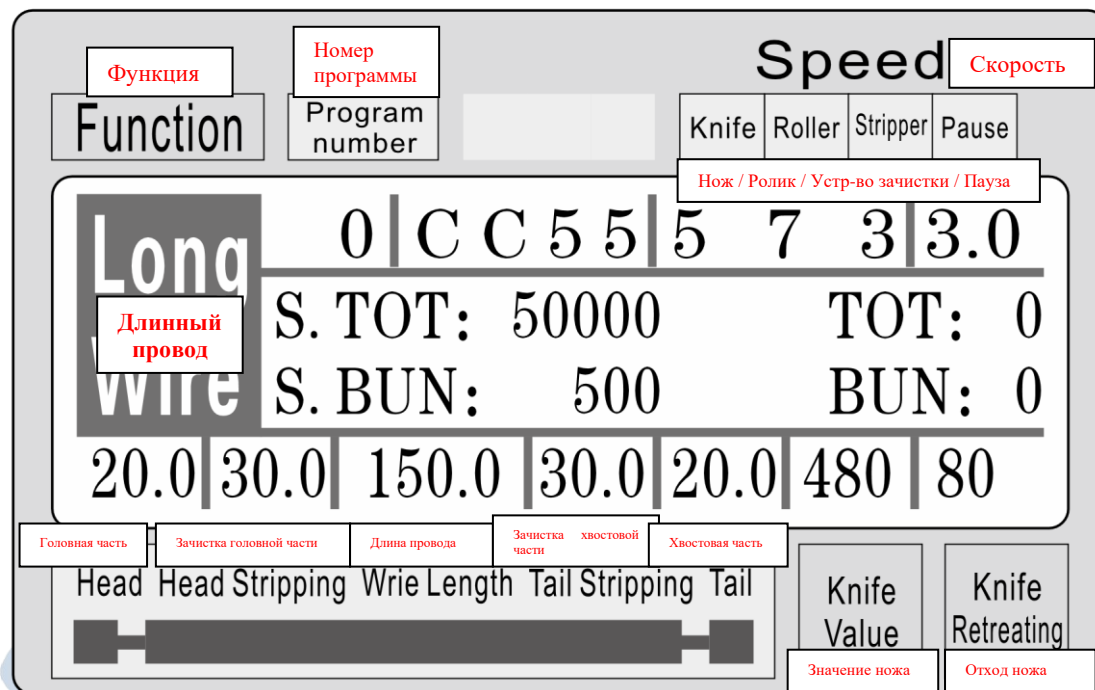 Функция
Номер
программы
Speed
Скорость
Function
Program
number
Knife Roller Stripper Pause
Нож / Ролик / Устр-во зачистки / Пауза
Long
Wire
Длинный
провод
0 C C 5 5 5 7 3 3.0
S. TOT: 50000 TOT: 0
S. BUN: 500 BUN: 0
20.0 30.0 150.0 30.0 20.0 480 80
Головная часть Зачистка головной части Длина провода Зачистка хвостовой
части Хвостовая часть
Head Head Stripping Wrie Length Tail Stripping Tail
Knife
Value
Knife
Retreating
Значение ножа
Отход ножа